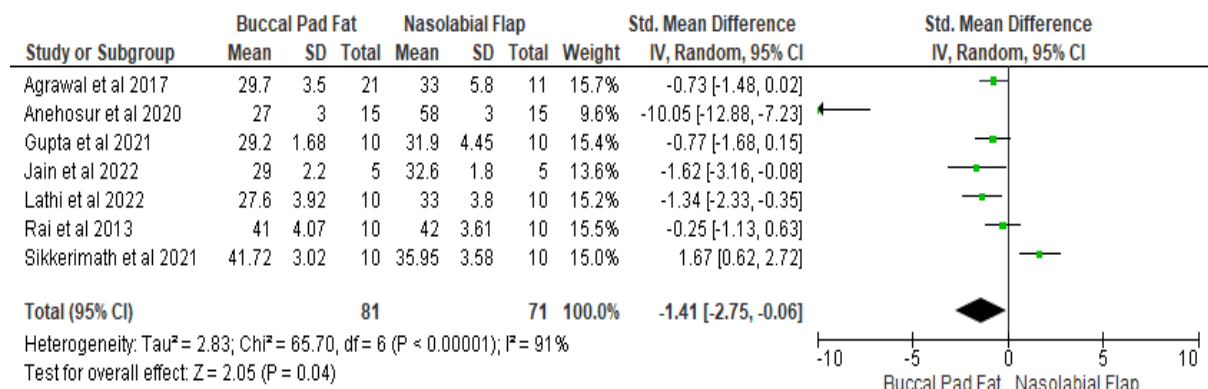 Buccal Pad Fat Nasolabial Flap Std. Mean Difference Std. Mean Difference
Study or Subgroup Mean SD Total Mean SD Total Weight IV, Random, 95% CI IV, Random, 95% CI
Agrawal et al 2017 29.7 3.5 21 33 5.8 11 15.7% -0.73 [-1.48, 0.02]
Anehosur et al 2020 27 3 15 58 3 15 9.6% -10.05 [-12.88, -7.23]
Gupta et al 2021 29.2 1.68 10 31.9 4.45 10 15.4% -0.77 [-1.68, 0.15]
Jain et al 2022 29 2.2 5 32.6 1.8 5 13.6% -1.62 [-3.16, -0.08]
Lathi et al 2022 27.6 3.92 10 33 3.8 10 15.2% -1.34 [-2.33, -0.35]
Rai et al 2013 41 4.07 10 42 3.61 10 15.5% -0.25 [-1.13, 0.63]
Sikkerimath et al 2021 41.72 3.02 10 35.95 3.58 10 15.0% 1.67 [0.62, 2.72]
Total (95% CI) 81 71 100.0% -1.41 [-2.75, -0.06]
Heterogeneity: Tau² = 2.83; Chi² = 65.70, df = 6 (P < 0.00001); I² = 91%
Test for overall effect: Z = 2.05 (P = 0.04)
-10 -5 0 5 10
Buccal Pad Fat Nasolabial Flap